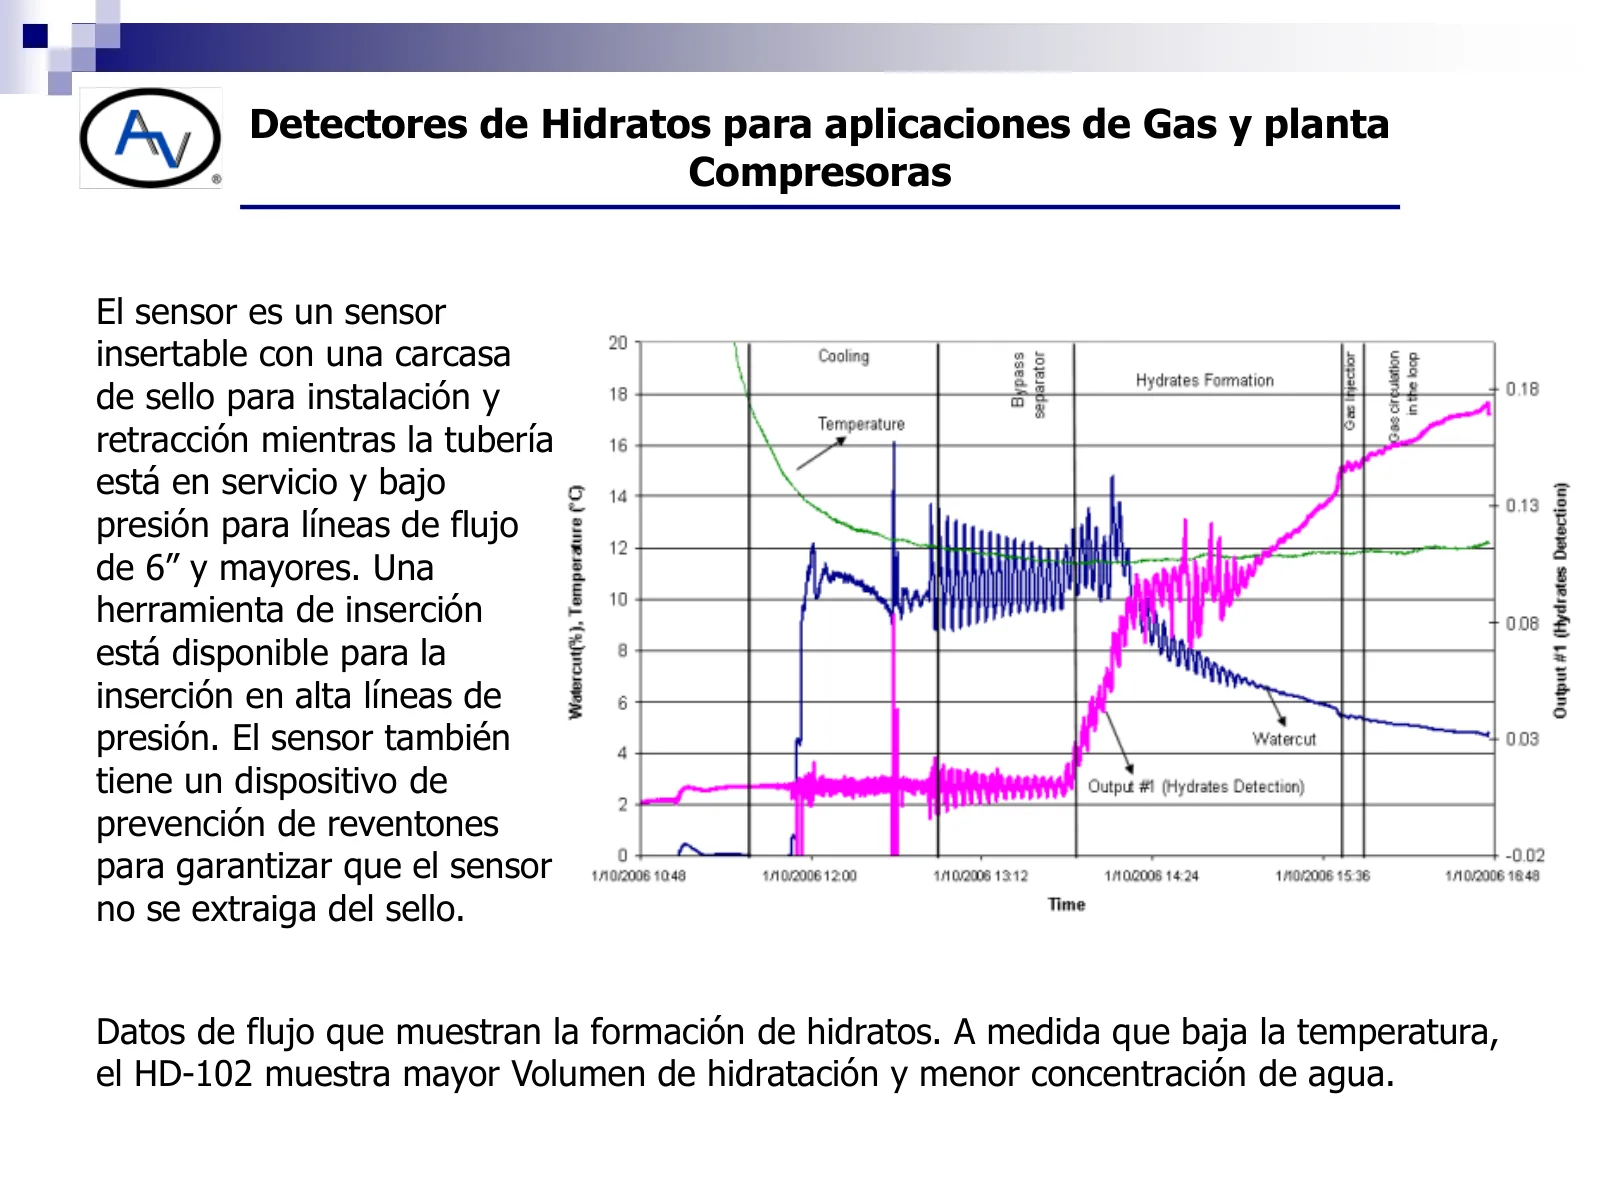 AV
®
Detectores de Hidratos para aplicaciones de Gas y planta
Compresoras
El sensor es un sensor
insertable con una carcasa
de sello para instalación y
retracción mientras la tubería
está en servicio y bajo
presión para líneas de flujo
de 6” y mayores. Una
herramienta de inserción
está disponible para la
inserción en alta líneas de
presión. El sensor también
tiene un dispositivo de
prevención de reventones
para garantizar que el sensor
no se extraiga del sello.
Watercut(%), Temperature (°C)
20
18
16
14
12
10
8
6
4
2
0
Cooling
Bypass
separator
Hydrates Formation
Gas Injection
Gas circulation
in the loop
Temperature
Watercut
Output #1 (Hydrates Detection)
0.18
0.13
0.08
0.03
-0.02
Output #1 (Hydrates Detection)
1/10/2006 10:48
1/10/2006 12:00
1/10/2006 13:12
1/10/2006 14:24
1/10/2006 15:36
1/10/2006 16:48
Time
Datos de flujo que muestran la formación de hidratos. A medida que baja la temperatura,
el HD-102 muestra mayor Volumen de hidratación y menor concentración de agua.